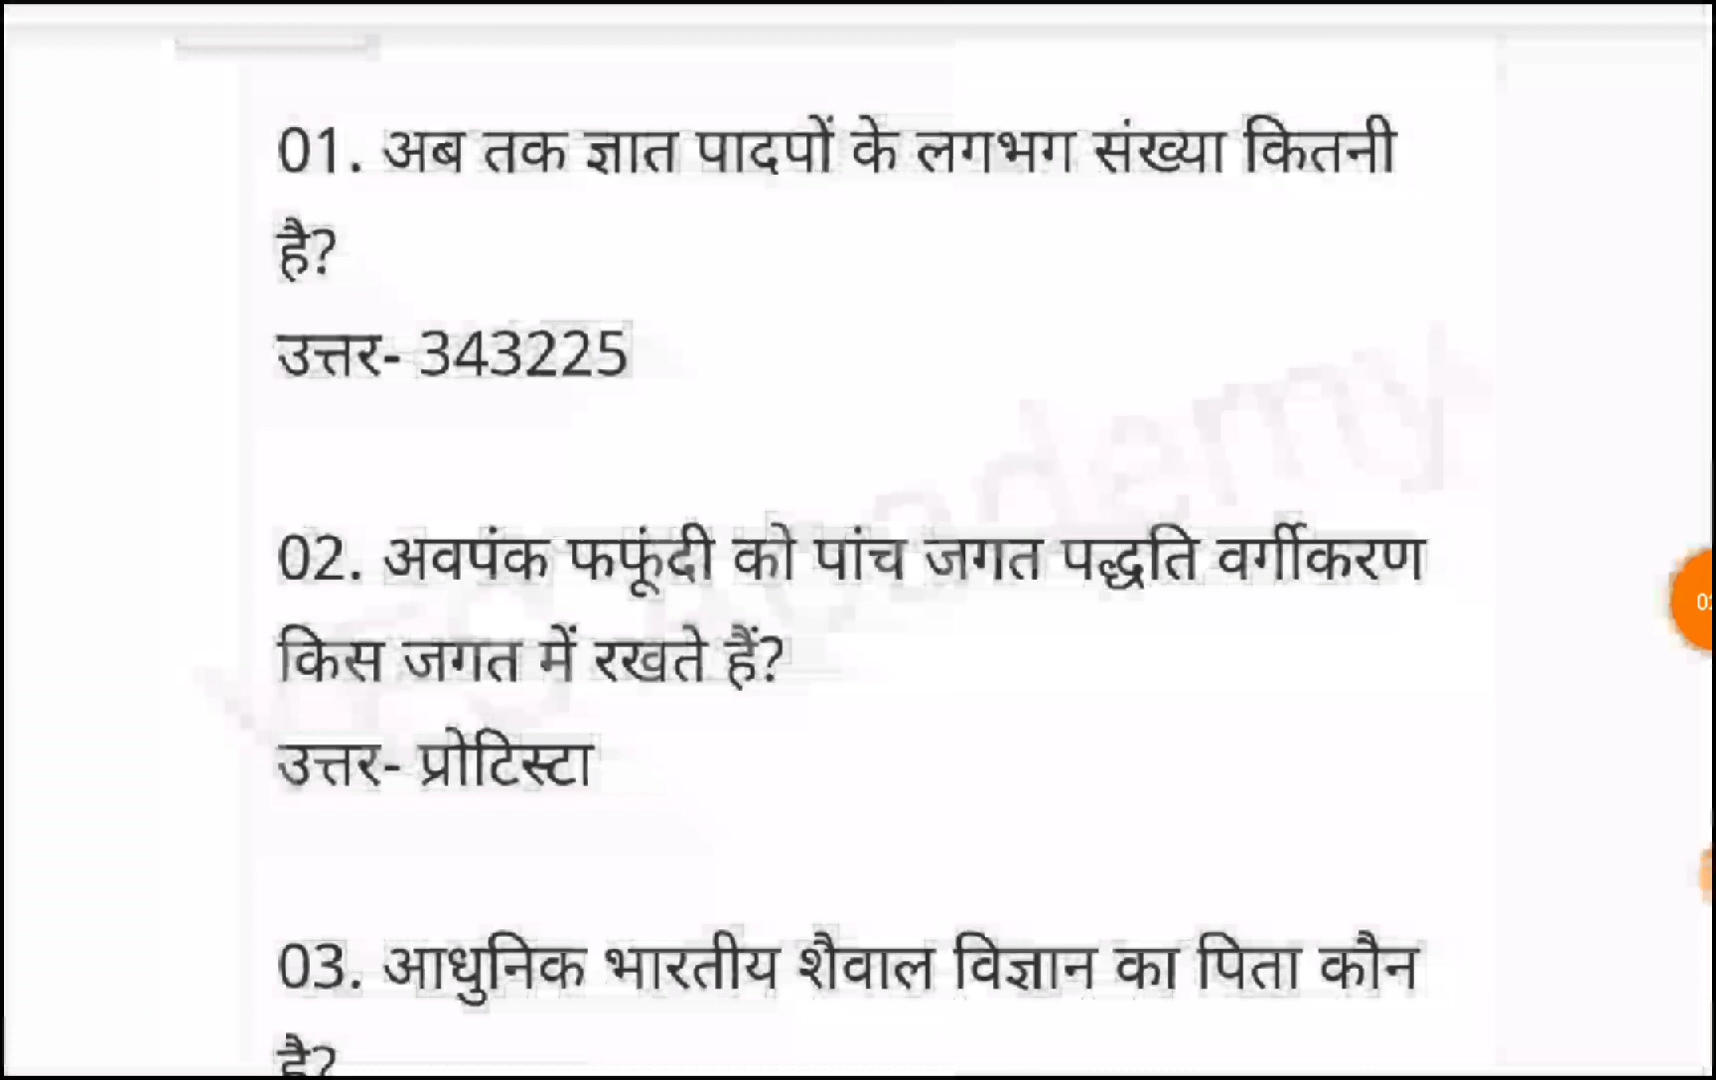 01. अब तक ज्ञात पादपों के लगभग संख्या कितनी
है?
उत्तर- 343225
02. अवपंक फफूंदी को पांच जगत पद्धति वर्गीकरण
किस जगत में रखते हैं?
उत्तर- प्रोटिस्टा
03. आधुनिक भारतीय शैवाल विज्ञान का पिता कौन
है?